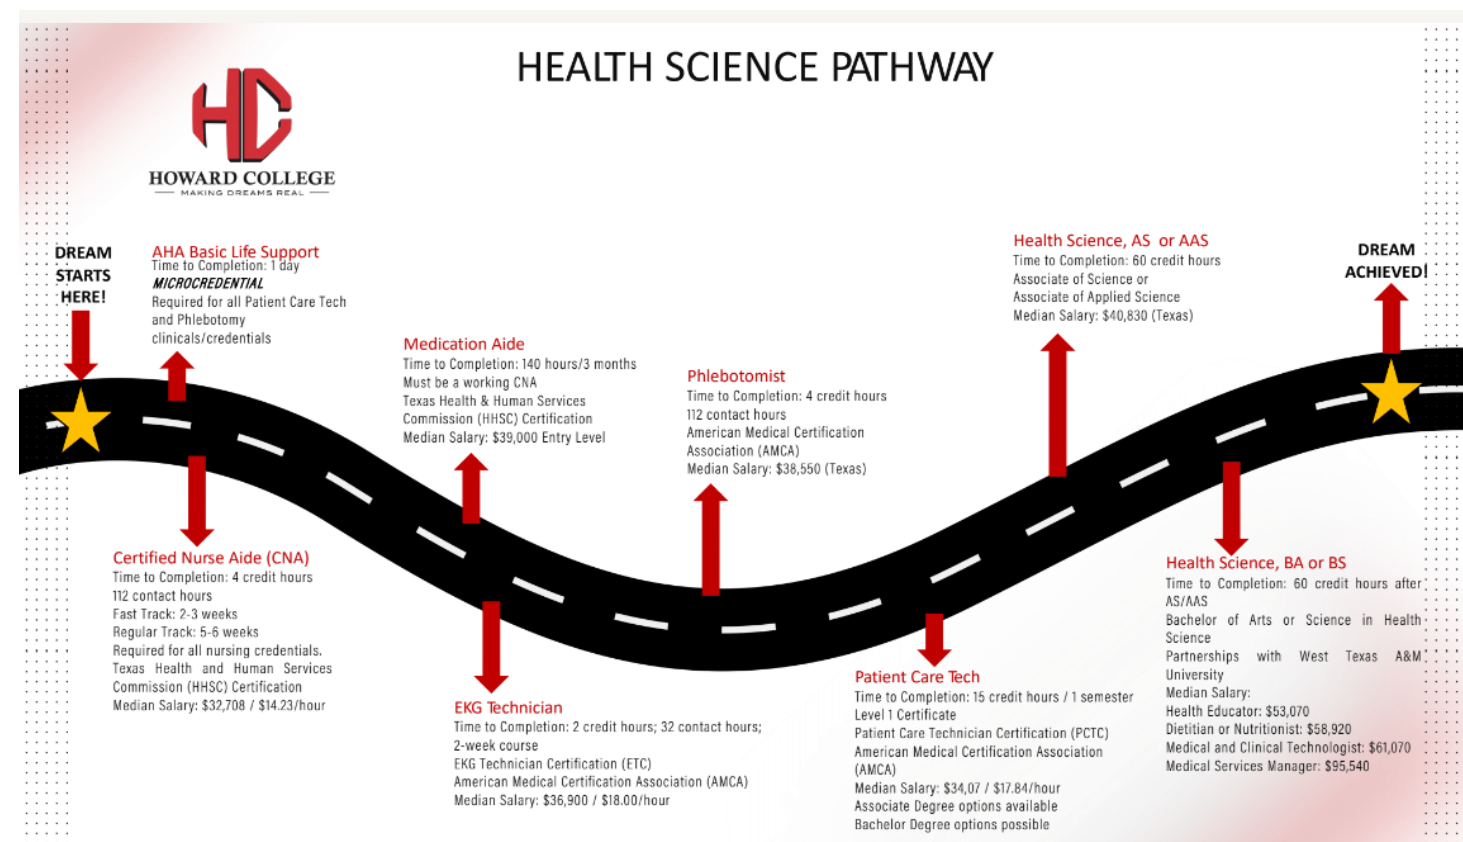 HEALTH SCIENCE PATHWAY
HC
HOWARD COLLEGE
MAKING DREAMS REAL
DREAM
STARTS
HERE!
AHA Basic Life Support
Time to Completion: 1 day
MICROCREDENTIAL
Required for all Patient Care Tech
and Phlebotomy
clinicals/credentials
Certified Nurse Aide (CNA)
Time to Completion: 4 credit hours
112 contact hours
Fast Track: 2-3 weeks
Regular Track: 5-6 weeks
Required for all nursing credentials.
Texas Health and Human Services
Commission (HHSC) Certification
Median Salary: $32,708 / $14.23/hour
Medication Aide
Time to Completion: 140 hours/3 months
Must be a working CNA
Texas Health & Human Services
Commission (HHSC) Certification
Median Salary: $39,000 Entry Level
EKG Technician
Time to Completion: 2 credit hours; 32 contact hours;
2-week course
EKG Technician Certification (ETC)
American Medical Certification Association (AMCA)
Median Salary: $36,900 / $18.00/hour
Phlebotomist
Time to Completion: 4 credit hours
112 contact hours
American Medical Certification
Association (AMCA)
Median Salary: $38,550 (Texas)
Patient Care Tech
Time to Completion: 15 credit hours / 1 semester
Level 1 Certificate
Patient Care Technician Certification (PCTC)
American Medical Certification Association
(AMCA)
Median Salary: $34,07 / $17.84/hour
Associate Degree options available
Bachelor Degree options possible
Health Science, AS or AAS
Time to Completion: 60 credit hours
Associate of Science or
Associate of Applied Science
Median Salary: $40,830 (Texas)
Health Science, BA or BS
Time to Completion: 60 credit hours after
AS/AAS
Bachelor of Arts or Science in Health
Science
Partnerships with West Texas A&M
University
Median Salary:
Health Educator: $53,070
Dietitian or Nutritionist: $58,920
Medical and Clinical Technologist: $61,070
Medical Services Manager: $95,540
DREAM
ACHIEVED!